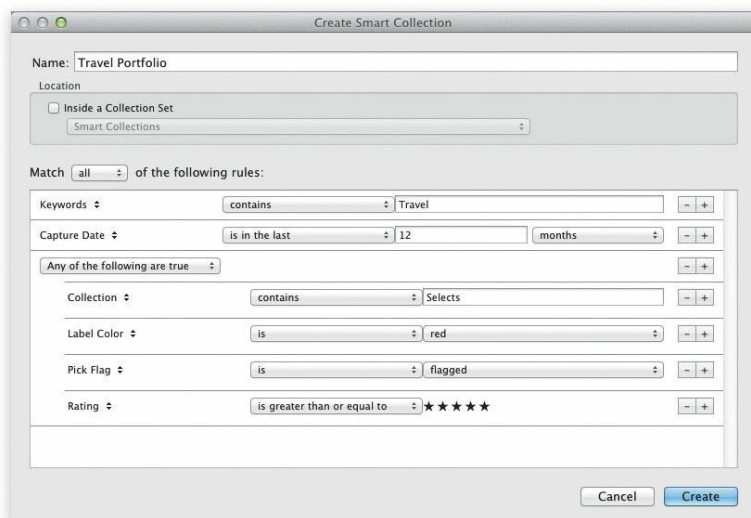 Create Smart Collection
Name: Travel Portfolio
Location
Inside a Collection Set
Smart Collections
Match all of the following rules:
Keywords contains Travel - +
Capture Date is in the last 12 months - +
Any of the following are true - +
Collection contains Selects - +
Label Color is red - +
Pick Flag is flagged - +
Rating is greater than or equal to ★★★★★ - +
Cancel Create